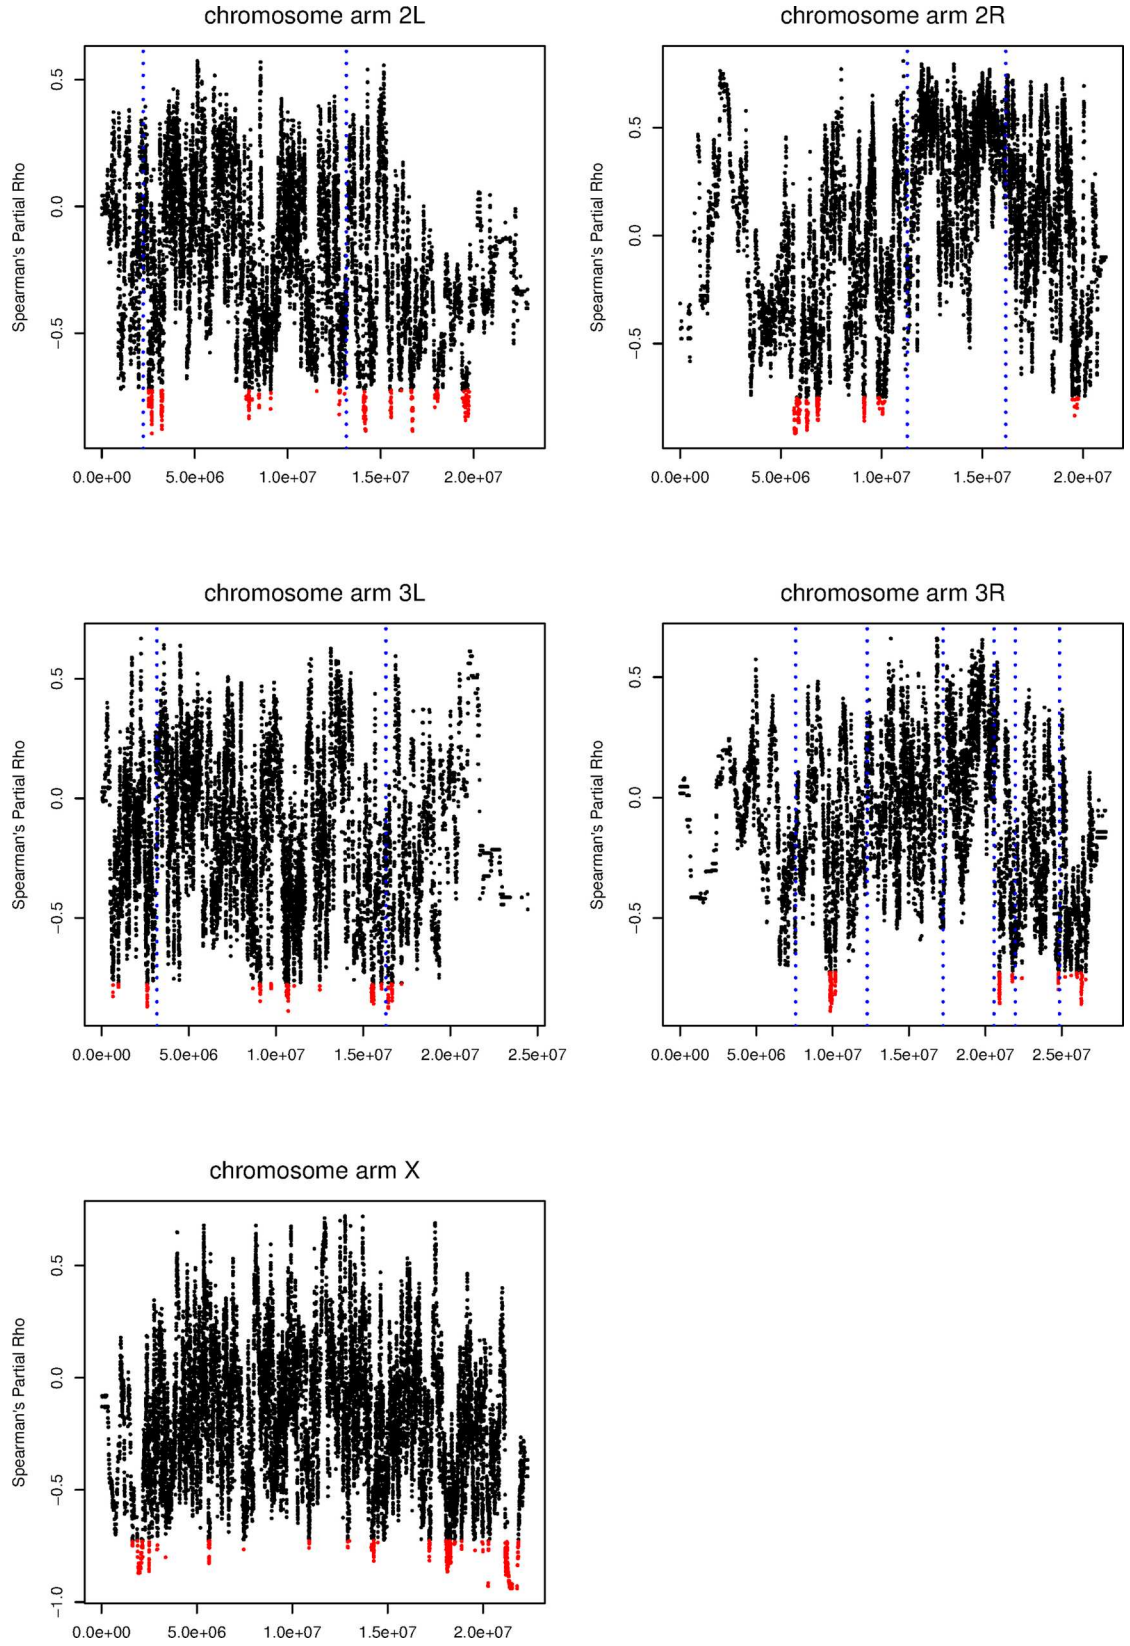 chromosome arm 2L
Spearman's Partial Rho
0.5
0.0
−0.5
0.0e+00 5.0e+06 1.0e+07 1.5e+07 2.0e+07
chromosome arm 2R
Spearman's Partial Rho
0.5
0.0
−0.5
0.0e+00 5.0e+06 1.0e+07 1.5e+07 2.0e+07
chromosome arm 3L
Spearman's Partial Rho
0.5
0.0
−0.5
0.0e+00 5.0e+06 1.0e+07 1.5e+07 2.0e+07 2.5e+07
chromosome arm 3R
Spearman's Partial Rho
0.5
0.0
−0.5
0.0e+00 5.0e+06 1.0e+07 1.5e+07 2.0e+07 2.5e+07
chromosome arm X
Spearman's Partial Rho
0.5
0.0
−0.5
−1.0
0.0e+00 5.0e+06 1.0e+07 1.5e+07 2.0e+07